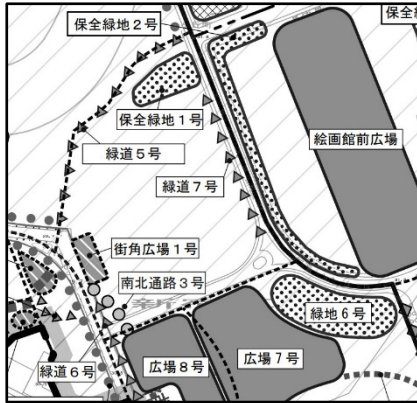 保全緑地2号
保全緑
保全緑地1号
絵画館前広場
緑道5号
緑道7号
街角広場1号
南北通路3号
緑地6号
緑道6号
広場8号
広場7号